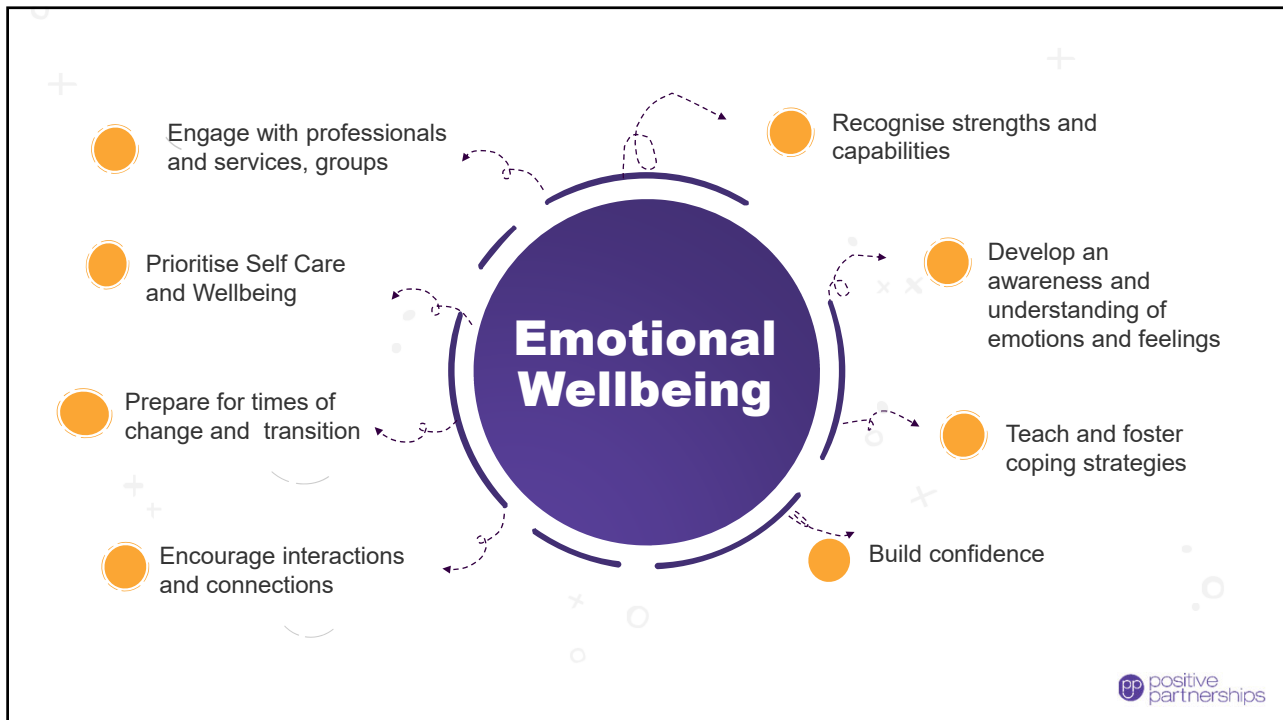 Engage with professionals
and services, groups
Prioritise Self Care
and Wellbeing
Prepare for times of
change and  transition
Encourage interactions
and connections
Emotional
Wellbeing
Recognise strengths and
capabilities
Develop an
awareness and
understanding of
emotions and feelings
Teach and foster
coping strategies
Build confidence
pp
positive
partnerships